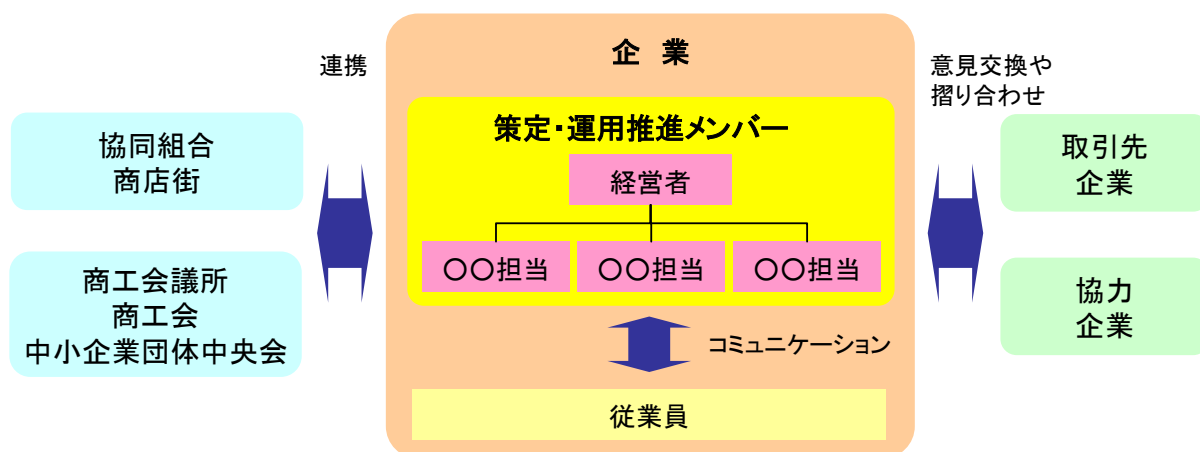 企 業
連携
意見交換や
摺り合わせ
策定・運用推進メンバー
協同組合
商店街
経営者
取引先
企業
〇〇担当
〇〇担当
〇〇担当
商工会議所
商工会
中小企業団体中央会
協力
企業
コミュニケーション
従業員